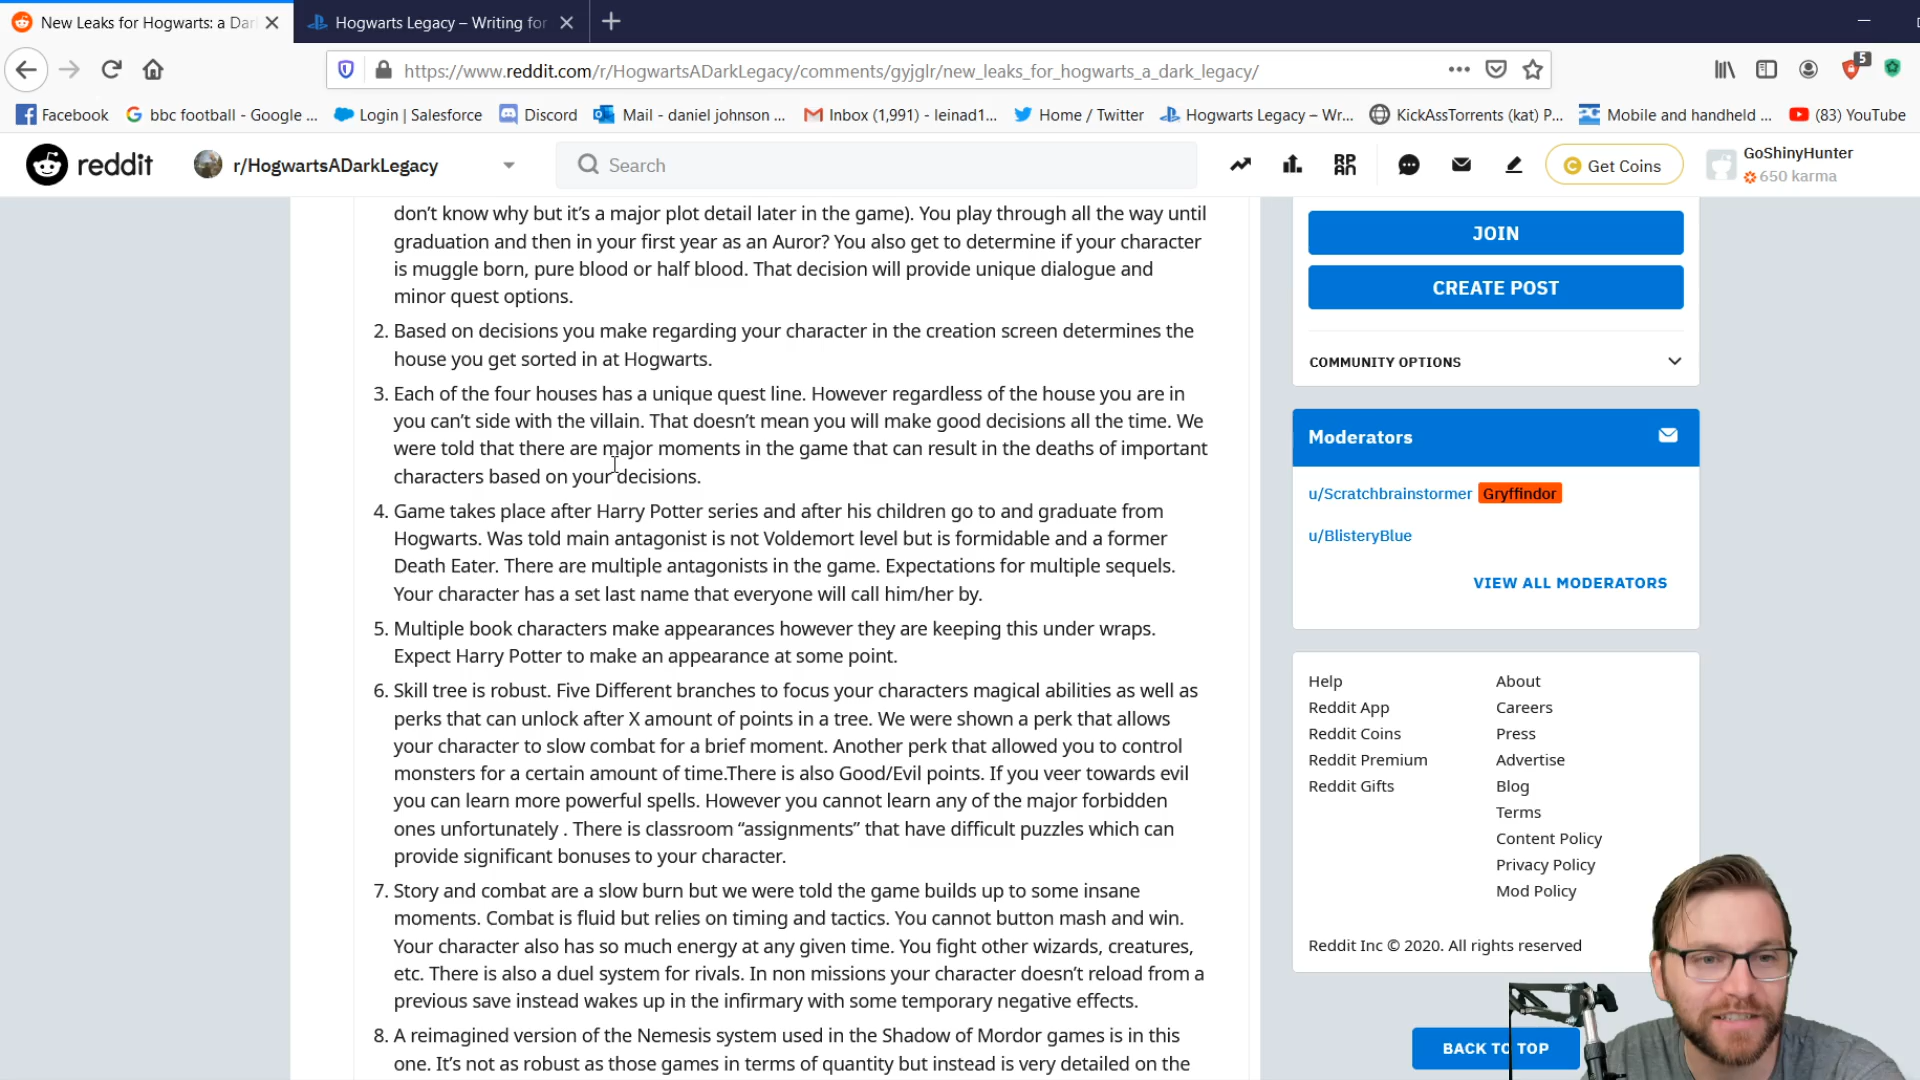 New Leaks for Hogwarts: a Dar
Hogwarts Legacy – Writing for
https://www.reddit.com/r/HogwartsADarkLegacy/comments/gyjglr/new_leaks_for_hogwarts_a_dark_legacy/
5
Facebook
bbc football - Google ...
Login | Salesforce
Discord
Mail - daniel johnson ...
Inbox (1,991) - leinad1...
Home / Twitter
Hogwarts Legacy – Wr...
KickAssTorrents (kat) P...
Mobile and handheld ...
(83) YouTube
reddit
r/HogwartsADarkLegacy
Search
Get Coins
GoShinyHunter
650 karma
don't know why but it's a major plot detail later in the game). You play through all the way until
graduation and then in your first year as an Auror? You also get to determine if your character
is muggle born, pure blood or half blood. That decision will provide unique dialogue and
minor quest options.
2. Based on decisions you make regarding your character in the creation screen determines the
house you get sorted in at Hogwarts.
3. Each of the four houses has a unique quest line. However regardless of the house you are in
you can't side with the villain. That doesn't mean you will make good decisions all the time. We
were told that there are major moments in the game that can result in the deaths of important
characters based on your decisions.
4. Game takes place after Harry Potter series and after his children go to and graduate from
Hogwarts. Was told main antagonist is not Voldemort level but is formidable and a former
Death Eater. There are multiple antagonists in the game. Expectations for multiple sequels.
Your character has a set last name that everyone will call him/her by.
5. Multiple book characters make appearances however they are keeping this under wraps.
Expect Harry Potter to make an appearance at some point.
6. Skill tree is robust. Five Different branches to focus your characters magical abilities as well as
perks that can unlock after X amount of points in a tree. We were shown a perk that allows
your character to slow combat for a brief moment. Another perk that allowed you to control
monsters for a certain amount of time.There is also Good/Evil points. If you veer towards evil
you can learn more powerful spells. However you cannot learn any of the major forbidden
ones unfortunately . There is classroom “assignments” that have difficult puzzles which can
provide significant bonuses to your character.
7. Story and combat are a slow burn but we were told the game builds up to some insane
moments. Combat is fluid but relies on timing and tactics. You cannot button mash and win.
Your character also has so much energy at any given time. You fight other wizards, creatures,
etc. There is also a duel system for rivals. In non missions your character doesn't reload from a
previous save instead wakes up in the infirmary with some temporary negative effects.
8. A reimagined version of the Nemesis system used in the Shadow of Mordor games is in this
one. It's not as robust as those games in terms of quantity but instead is very detailed on the
JOIN
CREATE POST
COMMUNITY OPTIONS
Moderators
u/Scratchbrainstormer Gryffindor
u/BlisteryBlue
VIEW ALL MODERATORS
Help
About
Reddit App
Careers
Reddit Coins
Press
Reddit Premium
Advertise
Reddit Gifts
Blog
Terms
Content Policy
Privacy Policy
Mod Policy
Reddit Inc © 2020. All rights reserved
BACK TO TOP